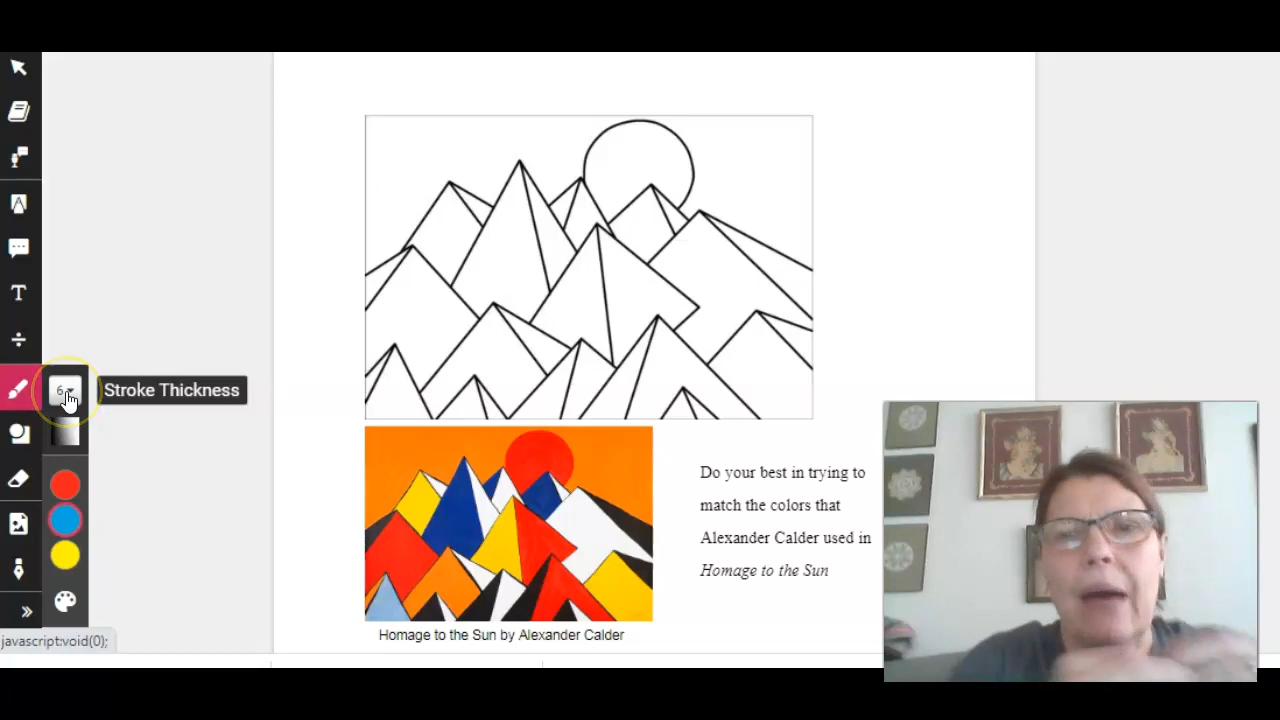 T
6
Stroke Thickness
Do your best in trying to
match the colors that
Alexander Calder used in
Homage to the Sun
Homage to the Sun by Alexander Calder
javascript:void(0);